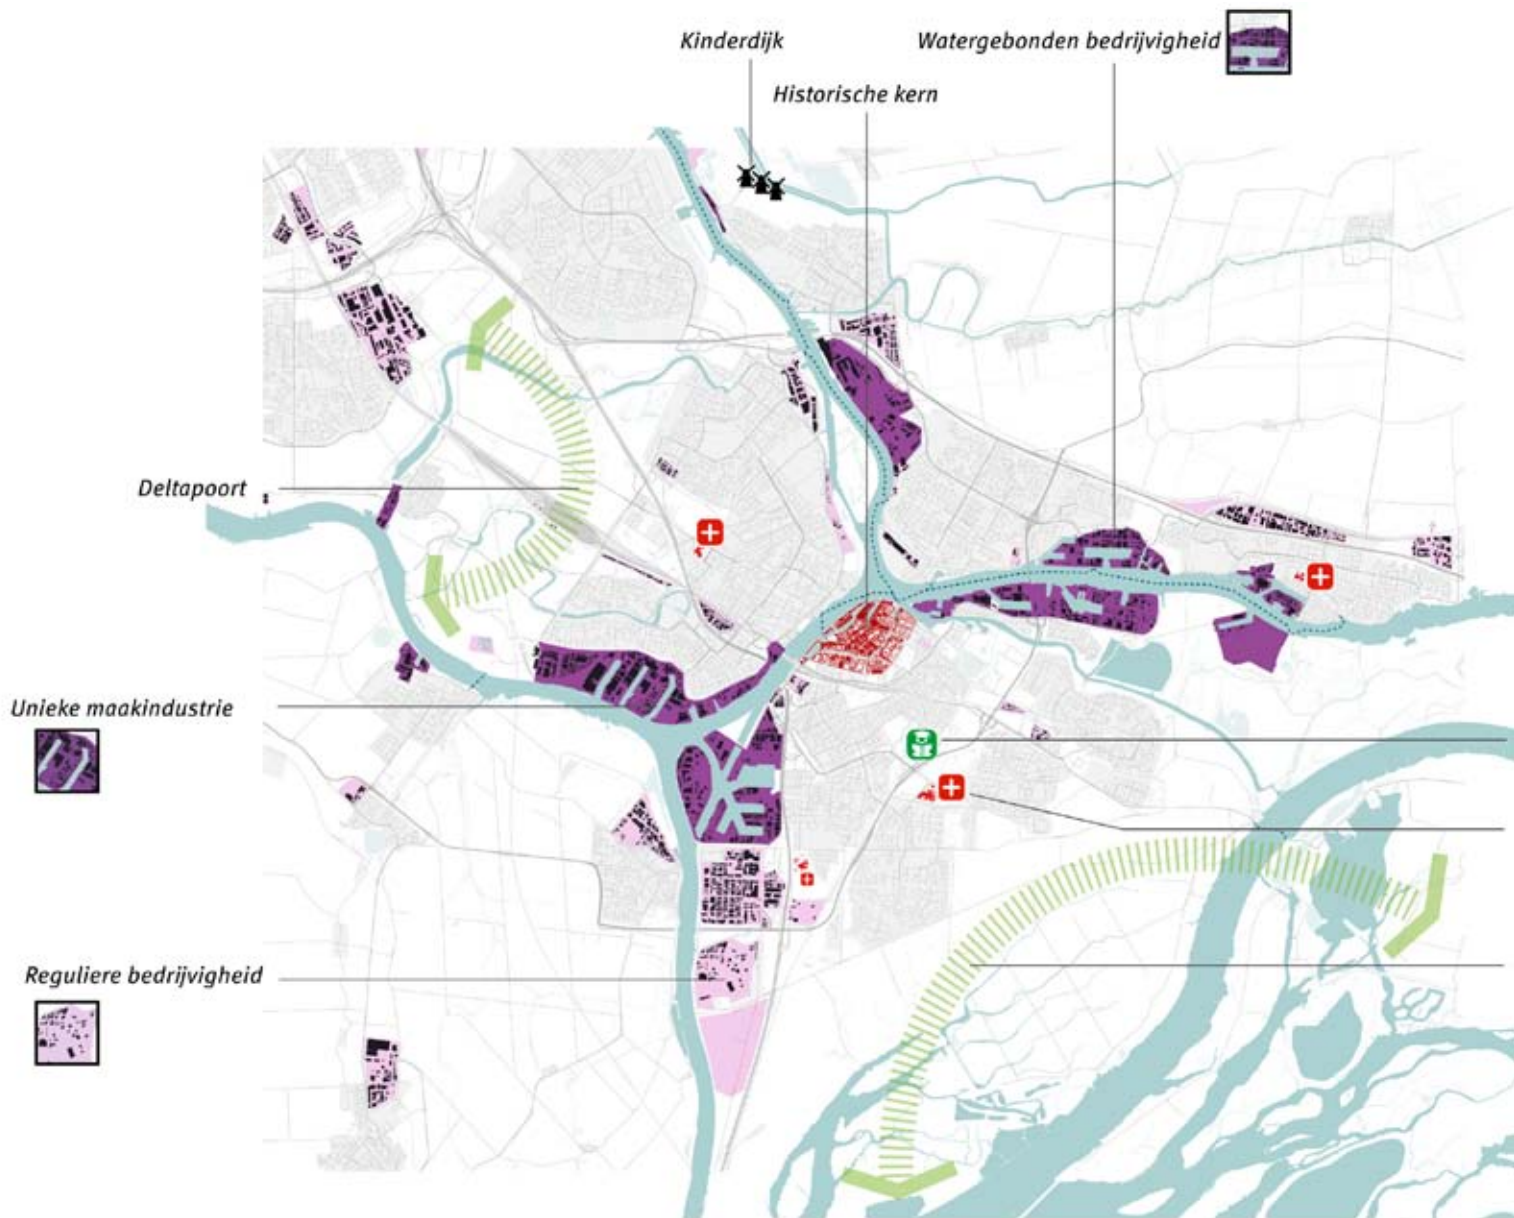 Kinderdijk
Watergebonden bedrijvigheid
Historische kern
Deltapoort
Unieke maakindustrie
Reguliere bedrijvigheid